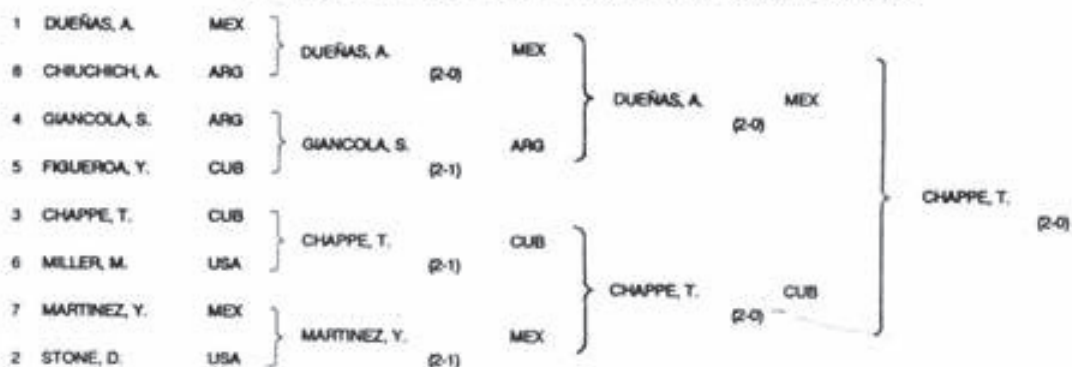 1 DUEÑAS, A. MEX
8 CHIUCHICH, A. ARG
DUEÑAS, A. MEX
(2-0)
4 GIANCOLA, S. ARG
5 FIGUEROA, Y. CUB
GIANCOLA, S. ARG
(2-1)
DUEÑAS, A. MEX
(2-0)
3 CHAPPE, T. CUB
6 MILLER, M. USA
CHAPPE, T. CUB
(2-1)
7 MARTINEZ, Y. MEX
2 STONE, D. USA
MARTINEZ, Y. MEX
(2-1)
CHAPPE, T. CUB
(2-0)
CHAPPE, T.
(2-0)